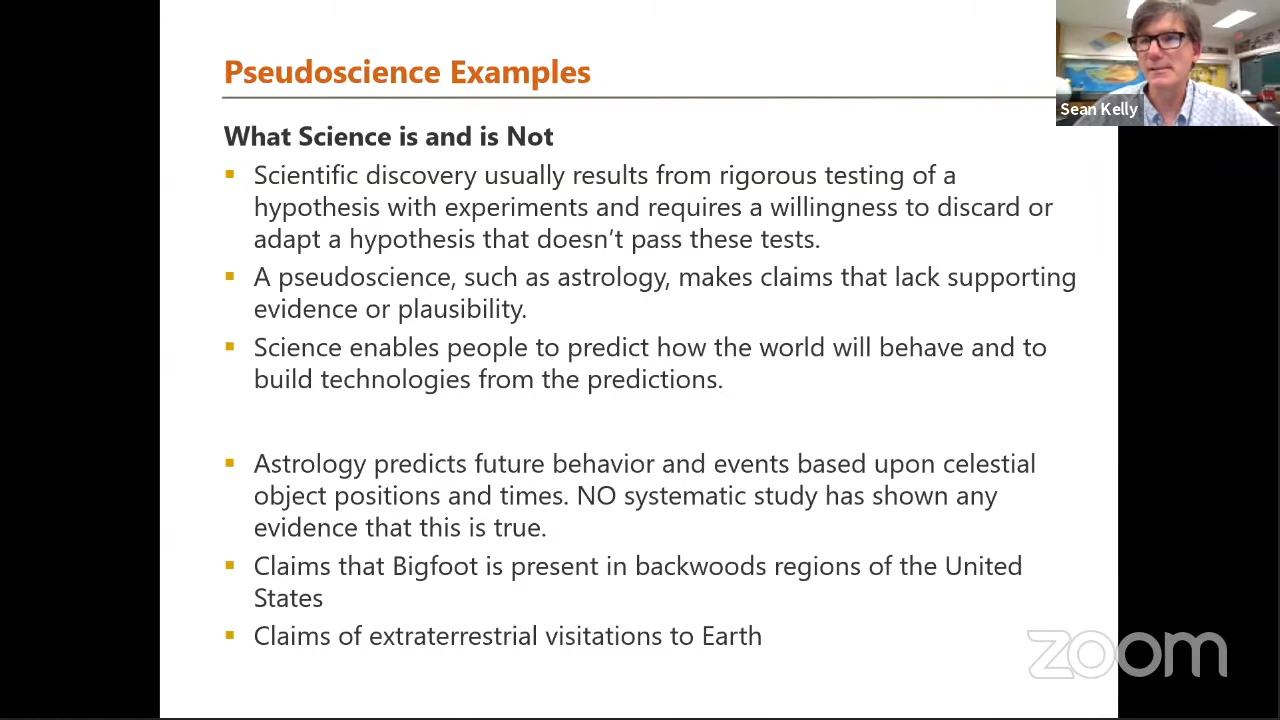 Pseudoscience Examples
Sean Kelly
What Science is and is Not
Scientific discovery usually results from rigorous testing of a
hypothesis with experiments and requires a willingness to discard or
adapt a hypothesis that doesn’t pass these tests.
A pseudoscience, such as astrology, makes claims that lack supporting
evidence or plausibility.
Science enables people to predict how the world will behave and to
build technologies from the predictions.
Astrology predicts future behavior and events based upon celestial
object positions and times. NO systematic study has shown any
evidence that this is true.
Claims that Bigfoot is present in backwoods regions of the United
States
Claims of extraterrestrial visitations to Earth
zoom